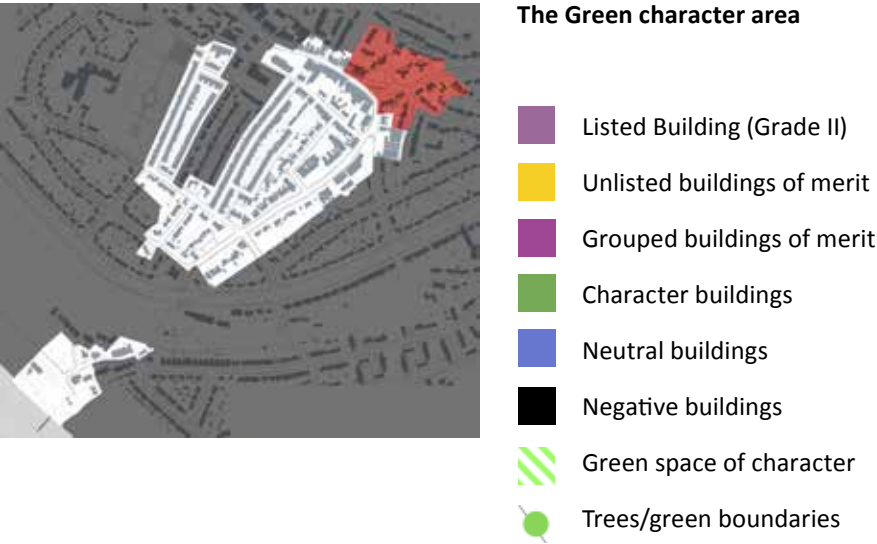 The Green character area
Listed Building (Grade II)
Unlisted buildings of merit
Grouped buildings of merit
Character buildings
Neutral buildings
Negative buildings
Green space of character
Trees/green boundaries